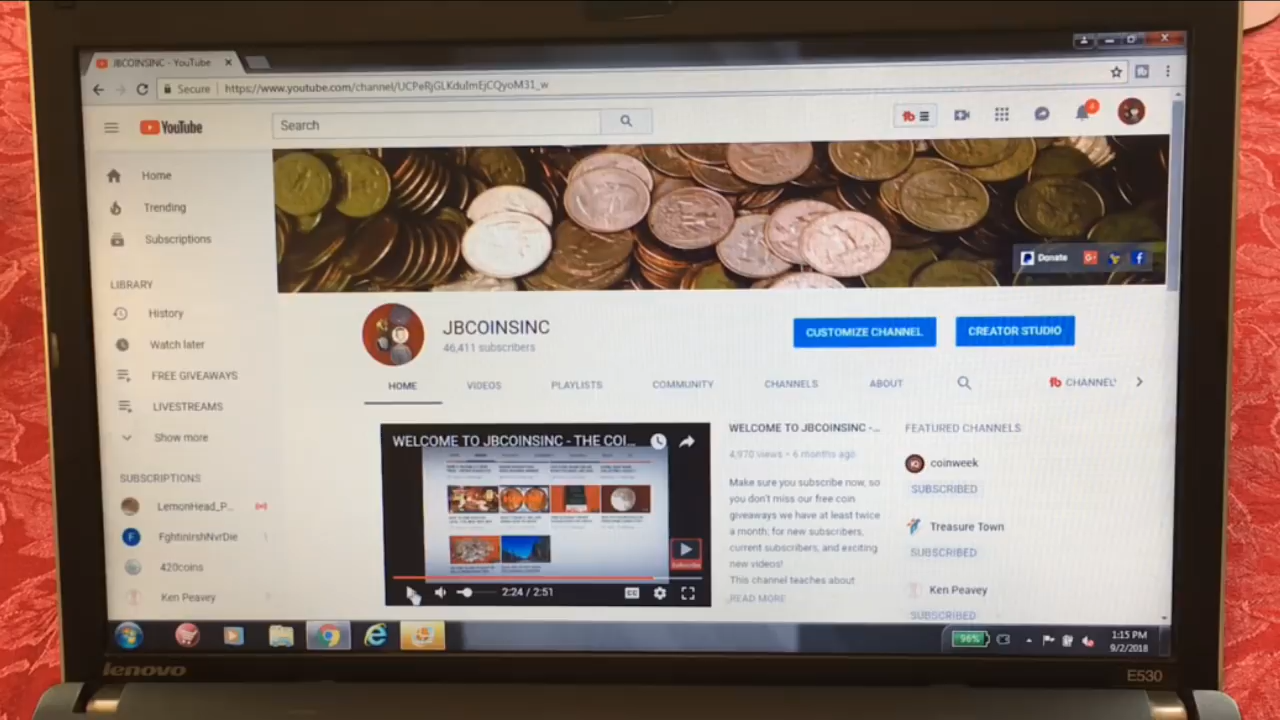 JBCOINSINC - YouTube
Secure
https://www.youtube.com/channel/UCPeRjGLKduImEjCQyoM31_w
YouTube
Search
4
Home
Trending
Subscriptions
Donate
LIBRARY
History
Watch later
FREE GIVEAWAYS
LIVESTREAMS
Show more
SUBSCRIPTIONS
LemonHead_P...
FghtinIrshNvrDie
420coins
Ken Peavey
JBCOINSINC
46,411 subscribers
CUSTOMIZE CHANNEL
CREATOR STUDIO
HOME
VIDEOS
PLAYLISTS
COMMUNITY
CHANNELS
ABOUT
CHANNEL
WELCOME TO JBCOINSINC - THE COI...
Subscribe
2:24 / 2:51
CC
WELCOME TO JBCOINSINC -...
4,970 views • 6 months ago
Make sure you subscribe now, so
you don't miss our free coin
giveaways we have at least twice
a month; for new subscribers,
current subscribers, and exciting
new videos!
This channel teaches about
READ MORE
FEATURED CHANNELS
coinweek
SUBSCRIBED
Treasure Town
SUBSCRIBED
Ken Peavey
SUBSCRIBED
96%
1:15 PM
9/2/2018
lenovo
E530